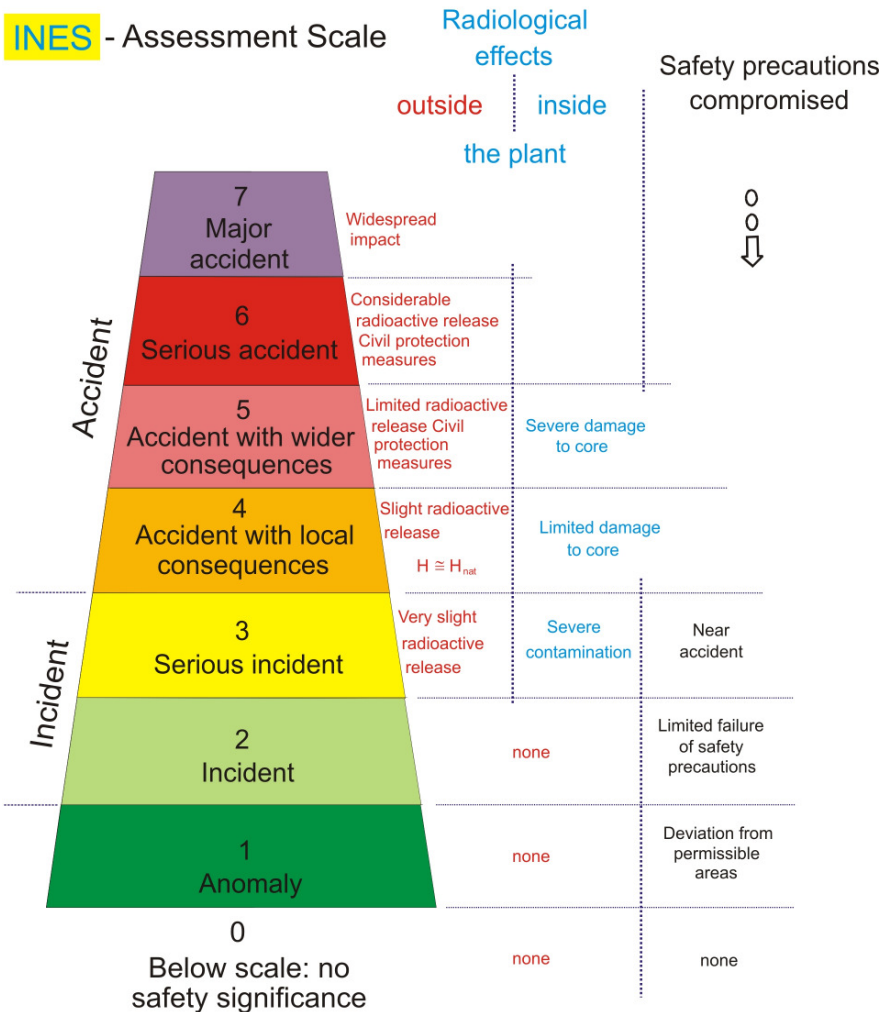 INES - Assessment Scale
Radiological
effects
outside
inside
the plant
Safety precautions
compromised
7
Major
accident
Widespread
impact
Accident
6
Serious accident
Considerable
radioactive release
Civil protection
measures
5
Accident with wider
consequences
Limited radioactive
release Civil
protection
measures
Severe damage
to core
4
Accident with local
consequences
Slight radioactive
release
H ≅ Hnat
Limited damage
to core
Incident
3
Serious incident
Very slight
radioactive
release
Severe
contamination
Near
accident
2
Incident
none
Limited failure
of safety
precautions
1
Anomaly
none
Deviation from
permissible
areas
0
Below scale: no
safety significance
none
none